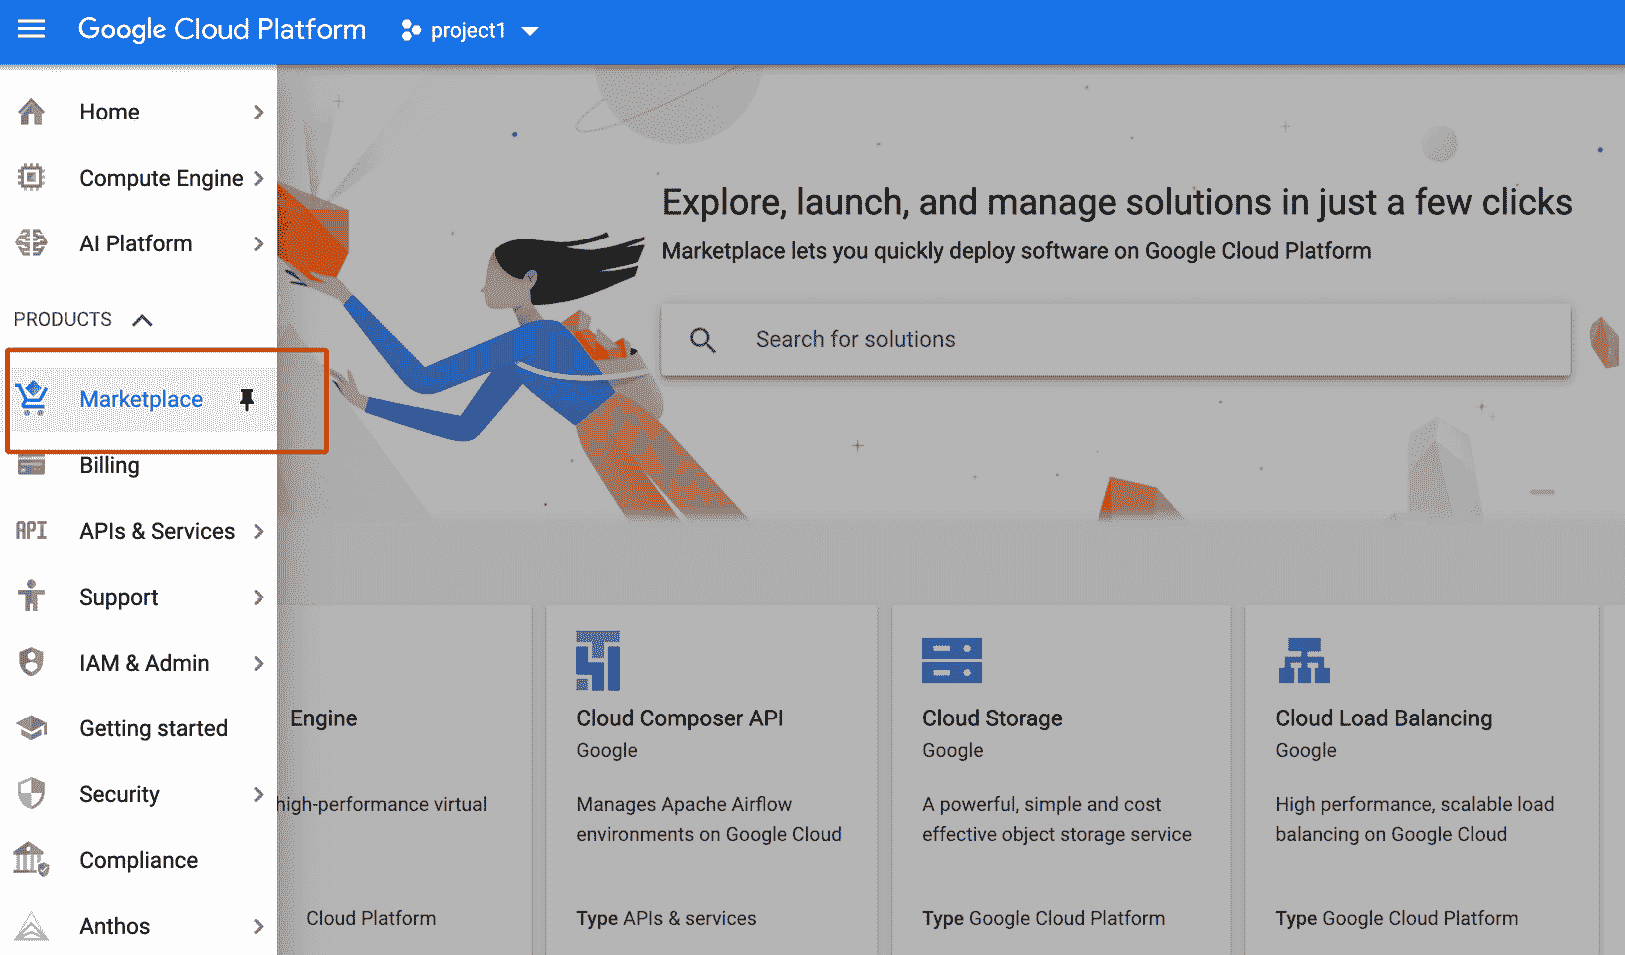 Google Cloud Platform
project1
Home
Compute Engine
AI Platform
PRODUCTS
Marketplace
Billing
API
APIs & Services
Support
IAM & Admin
Getting started
Security
Compliance
Anthos
Explore, launch, and manage solutions in just a few clicks
Marketplace lets you quickly deploy software on Google Cloud Platform
Search for solutions
Engine
high-performance virtual
Cloud Platform
Cloud Composer API
Google
Manages Apache Airflow
environments on Google Cloud
Type APIs & services
Cloud Storage
Google
A powerful, simple and cost
effective object storage service
Type Google Cloud Platform
Cloud Load Balancing
Google
High performance, scalable load
balancing on Google Cloud
Type Google Cloud Platform